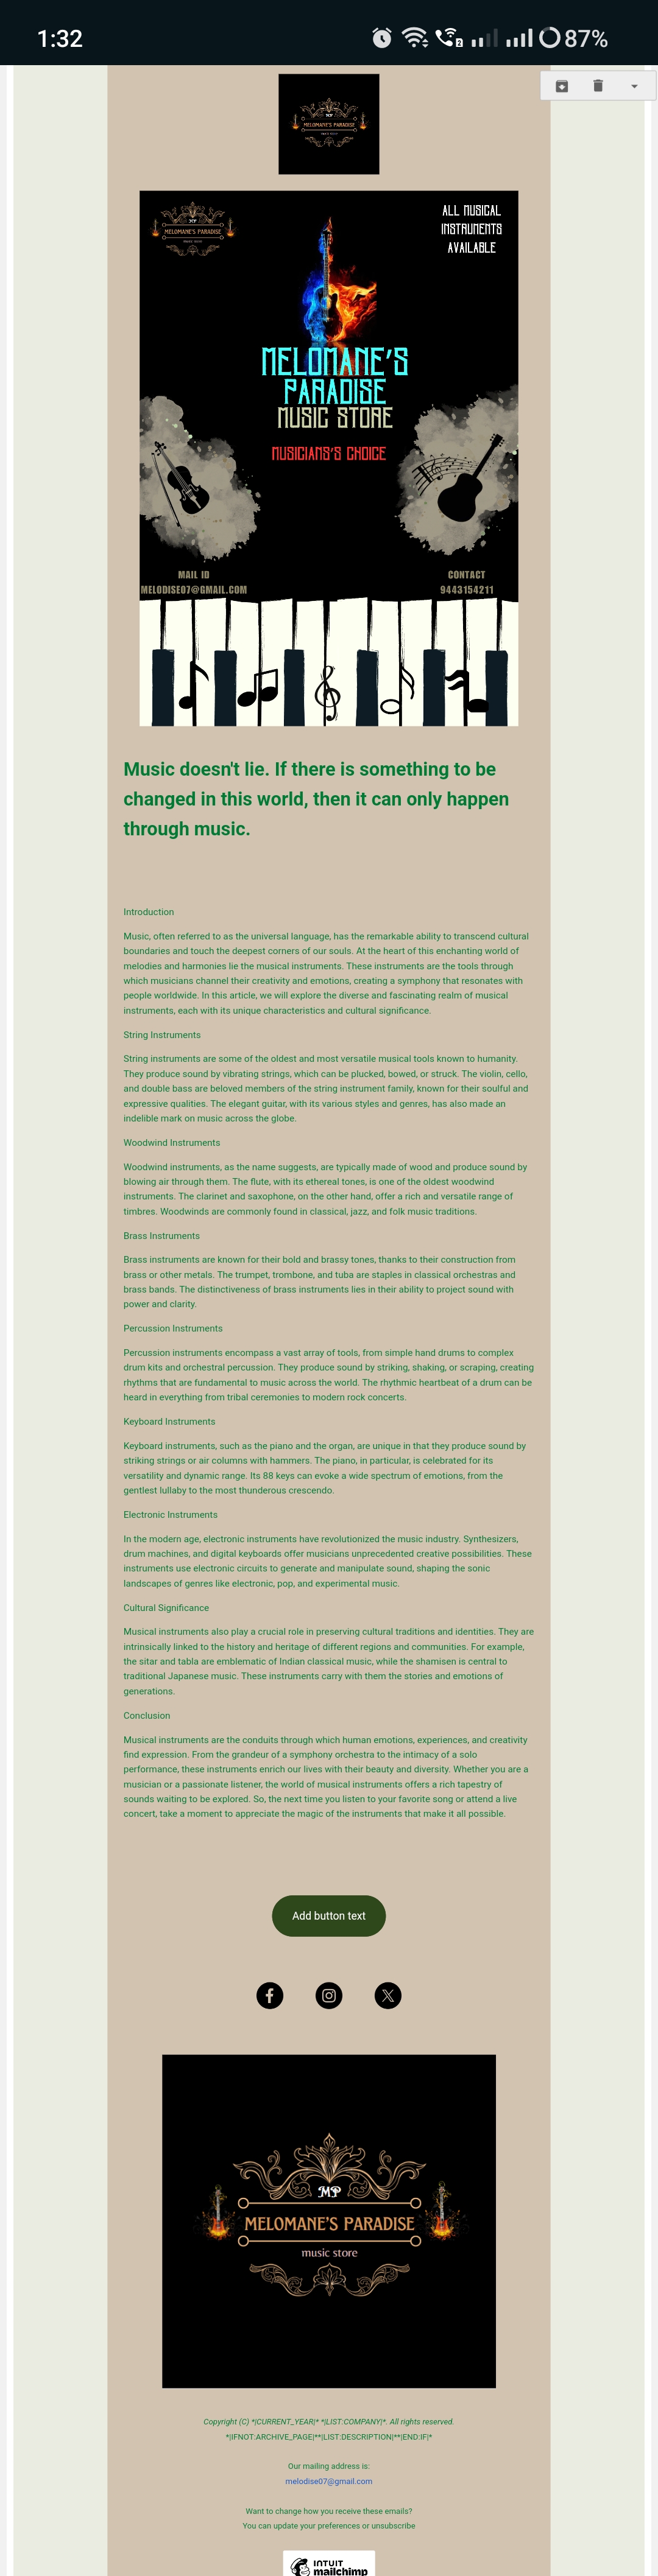 1:32
2
87%
MP
MELOMANE'S PARADISE
MUSIC STORE
MP
MELOMANE'S PARADISE
MUSIC STORE
ALL MUSICAL
INSTRUMENTS
AVAILABLE
MELOMANE'S
PARADISE
MUSIC STORE
MUSICIANS'S CHOICE
MAIL ID
MELODISE07@GMAIL.COM
CONTACT
9443154211
Music doesn't lie. If there is something to be
changed in this world, then it can only happen
through music.
Introduction
Music, often referred to as the universal language, has the remarkable ability to transcend cultural
boundaries and touch the deepest corners of our souls. At the heart of this enchanting world of
melodies and harmonies lie the musical instruments. These instruments are the tools through
which musicians channel their creativity and emotions, creating a symphony that resonates with
people worldwide. In this article, we will explore the diverse and fascinating realm of musical
instruments, each with its unique characteristics and cultural significance.
String Instruments
String instruments are some of the oldest and most versatile musical tools known to humanity.
They produce sound by vibrating strings, which can be plucked, bowed, or struck. The violin, cello,
and double bass are beloved members of the string instrument family, known for their soulful and
expressive qualities. The elegant guitar, with its various styles and genres, has also made an
indelible mark on music across the globe.
Woodwind Instruments
Woodwind instruments, as the name suggests, are typically made of wood and produce sound by
blowing air through them. The flute, with its ethereal tones, is one of the oldest woodwind
instruments. The clarinet and saxophone, on the other hand, offer a rich and versatile range of
timbres. Woodwinds are commonly found in classical, jazz, and folk music traditions.
Brass Instruments
Brass instruments are known for their bold and brassy tones, thanks to their construction from
brass or other metals. The trumpet, trombone, and tuba are staples in classical orchestras and
brass bands. The distinctiveness of brass instruments lies in their ability to project sound with
power and clarity.
Percussion Instruments
Percussion instruments encompass a vast array of tools, from simple hand drums to complex
drum kits and orchestral percussion. They produce sound by striking, shaking, or scraping, creating
rhythms that are fundamental to music across the world. The rhythmic heartbeat of a drum can be
heard in everything from tribal ceremonies to modern rock concerts.
Keyboard Instruments
Keyboard instruments, such as the piano and the organ, are unique in that they produce sound by
striking strings or air columns with hammers. The piano, in particular, is celebrated for its
versatility and dynamic range. Its 88 keys can evoke a wide spectrum of emotions, from the
gentlest lullaby to the most thunderous crescendo.
Electronic Instruments
In the modern age, electronic instruments have revolutionized the music industry. Synthesizers,
drum machines, and digital keyboards offer musicians unprecedented creative possibilities. These
instruments use electronic circuits to generate and manipulate sound, shaping the sonic
landscapes of genres like electronic, pop, and experimental music.
Cultural Significance
Musical instruments also play a crucial role in preserving cultural traditions and identities. They are
intrinsically linked to the history and heritage of different regions and communities. For example,
the sitar and tabla are emblematic of Indian classical music, while the shamisen is central to
traditional Japanese music. These instruments carry with them the stories and emotions of
generations.
Conclusion
Musical instruments are the conduits through which human emotions, experiences, and creativity
find expression. From the grandeur of a symphony orchestra to the intimacy of a solo
performance, these instruments enrich our lives with their beauty and diversity. Whether you are a
musician or a passionate listener, the world of musical instruments offers a rich tapestry of
sounds waiting to be explored. So, the next time you listen to your favorite song or attend a live
concert, take a moment to appreciate the magic of the instruments that make it all possible.
Add button text
MP
MELOMANE'S PARADISE
music store
Copyright (C) *|CURRENT_YEAR|* *|LIST:COMPANY|*. All rights reserved.
*|IFNOT:ARCHIVE_PAGE|**|LIST:DESCRIPTION|**|END:IF|*
Our mailing address is:
melodise07@gmail.com
Want to change how you receive these emails?
You can update your preferences or unsubscribe
INTUIT
mailchimp